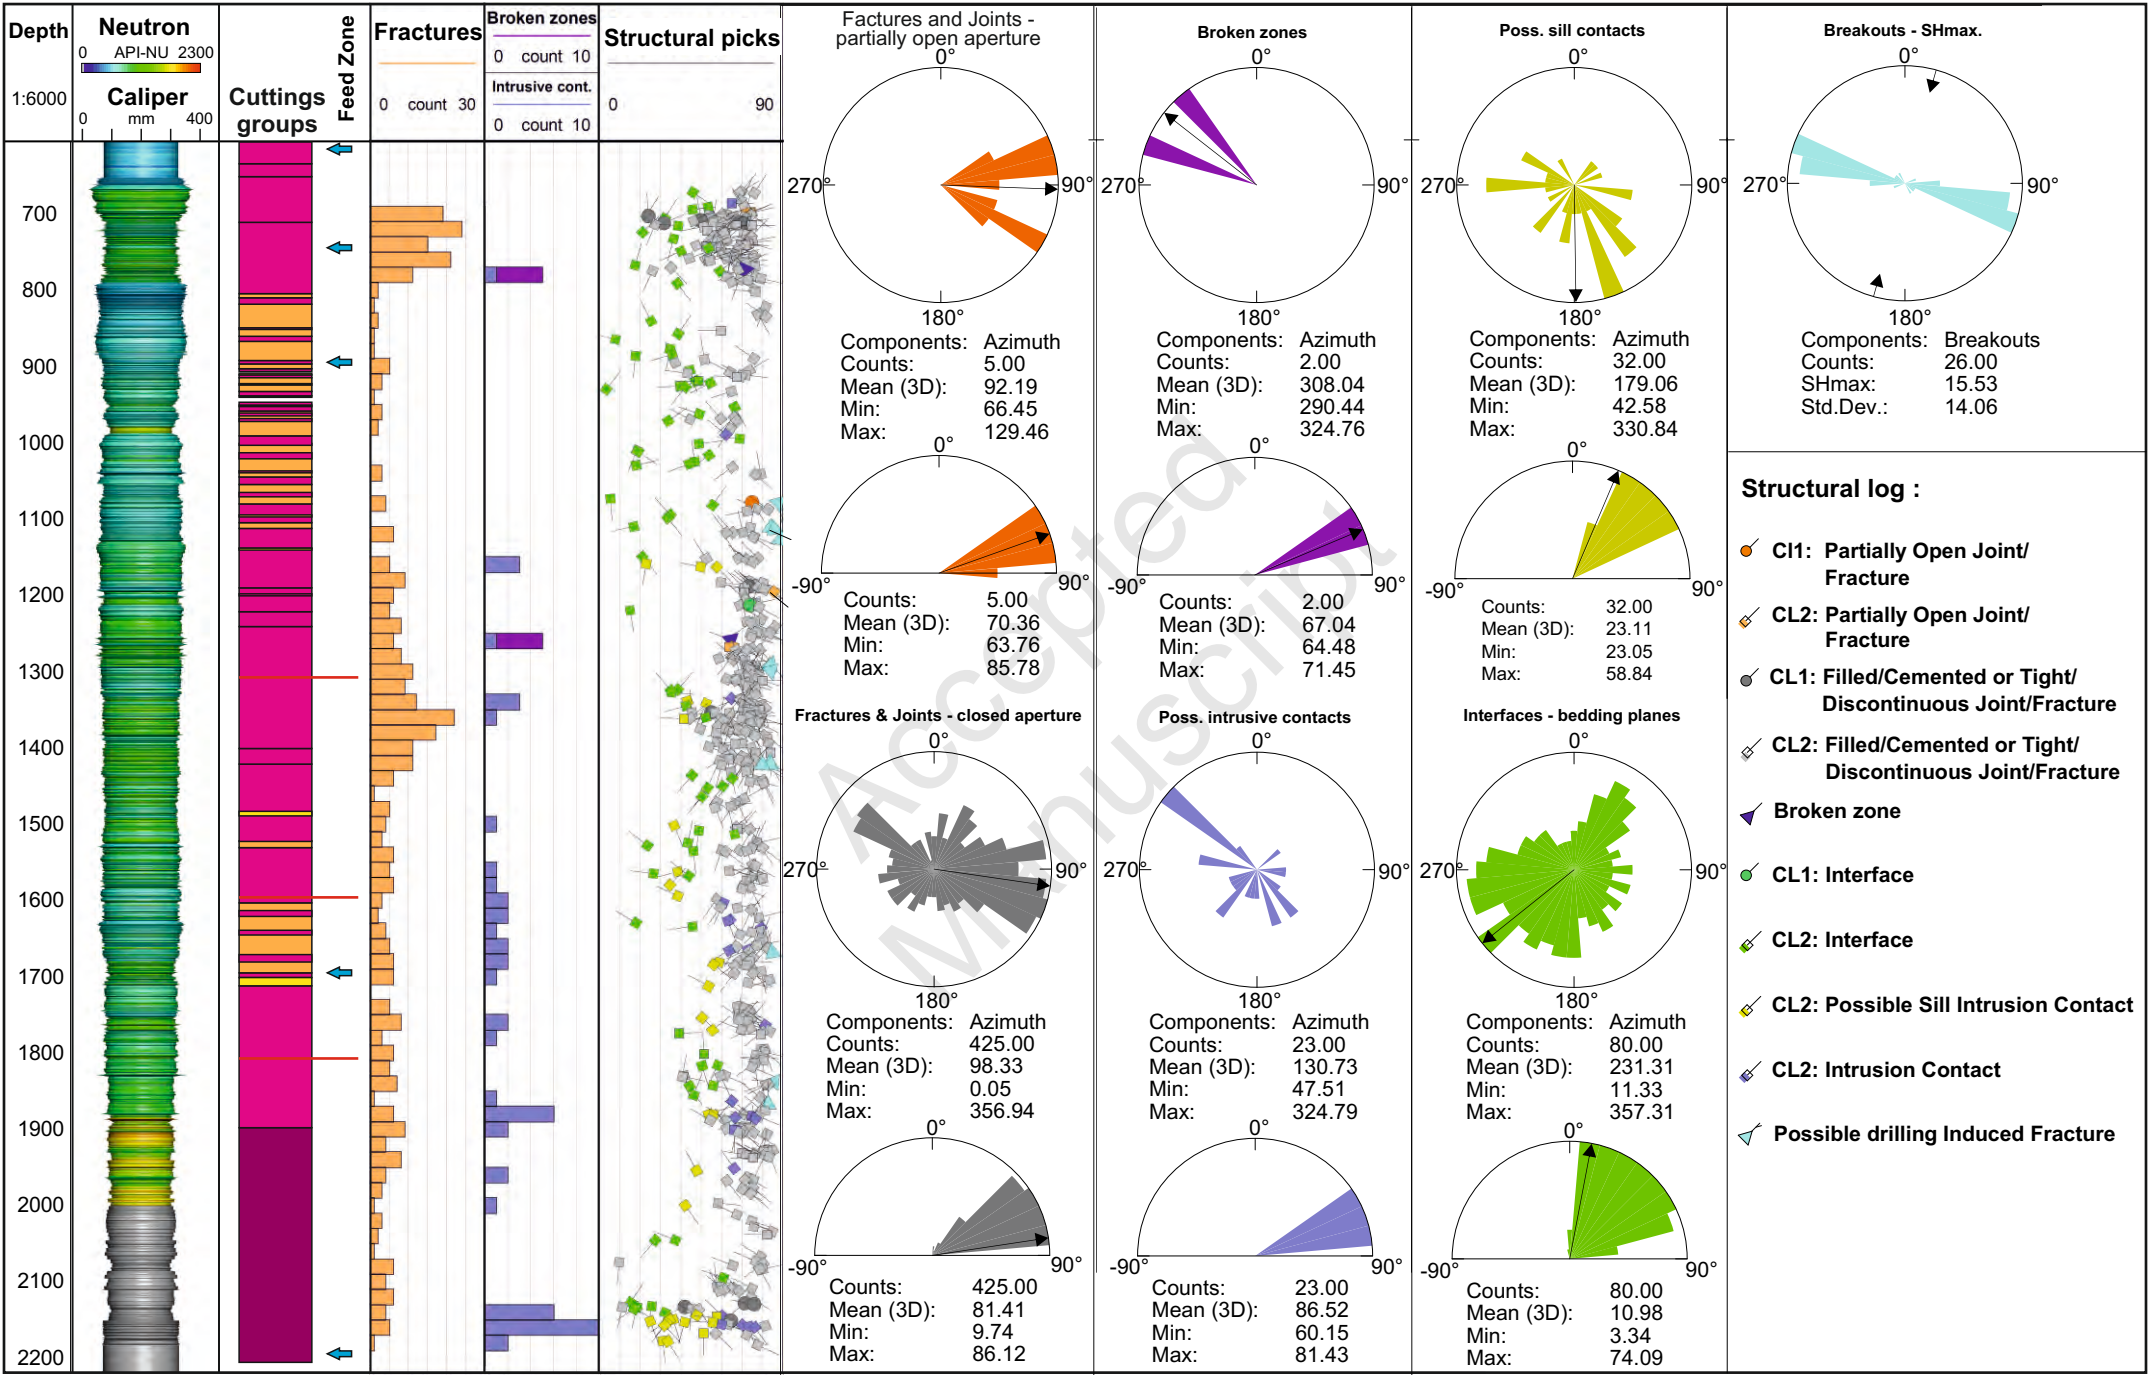 Depth
1:6000
Neutron
0 API-NU 2300
Caliper
0 mm 400
Cuttings
groups
Feed Zone
Fractures
0 count 30
Broken zones
0 count 10
Intrusive cont.
0 count 10
Structural picks
0 90
700
800
900
1000
1100
1200
1300
1400
1500
1600
1700
1800
1900
2000
2100
2200
Factures and Joints -
partially open aperture
0°
270° 90°
180°
Components: Azimuth
Counts: 5.00
Mean (3D): 92.19
Min: 66.45
Max: 129.46
0°
-90° 90°
Counts: 5.00
Mean (3D): 70.36
Min: 63.76
Max: 85.78
Broken zones
0°
270° 90°
180°
Components: Azimuth
Counts: 2.00
Mean (3D): 308.04
Min: 290.44
Max: 324.76
0°
-90° 90°
Counts: 2.00
Mean (3D): 67.04
Min: 64.48
Max: 71.45
Poss. sill contacts
0°
270° 90°
180°
Components: Azimuth
Counts: 32.00
Mean (3D): 179.06
Min: 42.58
Max: 330.84
0°
-90° 90°
Counts: 32.00
Mean (3D): 23.11
Min: 23.05
Max: 58.84
Breakouts - SHmax.
0°
270° 90°
180°
Components: Breakouts
Counts: 26.00
SHmax: 15.53
Std.Dev.: 14.06
Fractures & Joints - closed aperture
0°
270° 90°
180°
Components: Azimuth
Counts: 425.00
Mean (3D): 98.33
Min: 0.05
Max: 356.94
0°
-90° 90°
Counts: 425.00
Mean (3D): 81.41
Min: 9.74
Max: 86.12
Poss. intrusive contacts
0°
270° 90°
180°
Components: Azimuth
Counts: 23.00
Mean (3D): 130.73
Min: 47.51
Max: 324.79
0°
-90° 90°
Counts: 23.00
Mean (3D): 86.52
Min: 60.15
Max: 81.43
Interfaces - bedding planes
0°
270° 90°
180°
Components: Azimuth
Counts: 80.00
Mean (3D): 231.31
Min: 11.33
Max: 357.31
0°
-90° 90°
Counts: 80.00
Mean (3D): 10.98
Min: 3.34
Max: 74.09
Structural log :
Cl1: Partially Open Joint/
Fracture
CL2: Partially Open Joint/
Fracture
CL1: Filled/Cemented or Tight/
Discontinuous Joint/Fracture
CL2: Filled/Cemented or Tight/
Discontinuous Joint/Fracture
Broken zone
CL1: Interface
CL2: Interface
CL2: Possible Sill Intrusion Contact
CL2: Intrusion Contact
Possible drilling Induced Fracture
Accepted
Manuscript